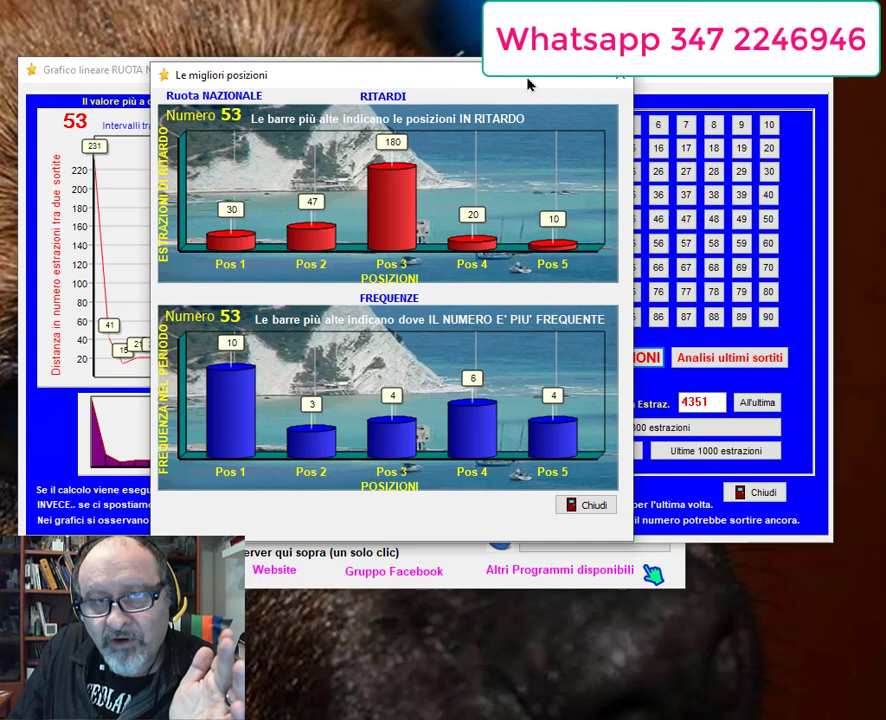 Whatsapp 347 2246946
Grafico lineare RUOTA N
Le migliori posizioni
Il valore più a
53
Intervalli tra
Distanza in numero estrazioni tra due sortite
231
220
200
180
160
140
120
100
80
60
40
20
41
15
21
Ruota NAZIONALE
RITARDI
Numero 53
Le barre più alte indicano le posizioni IN RITARDO
ESTRAZIONI DI RITARDO
30
47
180
20
10
Pos 1
Pos 2
Pos 3
Pos 4
Pos 5
POSIZIONI
FREQUENZE
Numero 53
Le barre più alte indicano dove IL NUMERO E' PIU' FREQUENTE
FREQUENZA NEL PERIODO
10
3
4
6
4
Pos 1
Pos 2
Pos 3
Pos 4
Pos 5
POSIZIONI
Chiudi
6 7 8 9 10
16 17 18 19 20
26 27 28 29 30
36 37 38 39 40
46 47 48 49 50
56 57 58 59 60
66 67 68 69 70
76 77 78 79 80
86 87 88 89 90
IONI
Analisi ultimi sortiti
Estraz.
4351
All'ultima
300 estrazioni
Ultime 1000 estrazioni
Chiudi
Se il calcolo viene esegu
per l'ultima volta.
INVECE.. se ci spostiamo
Nei grafici si osservano
il numero potrebbe sortire ancora.
erver qui sopra (un solo clic)
Website
Gruppo Facebook
Altri Programmi disponibili